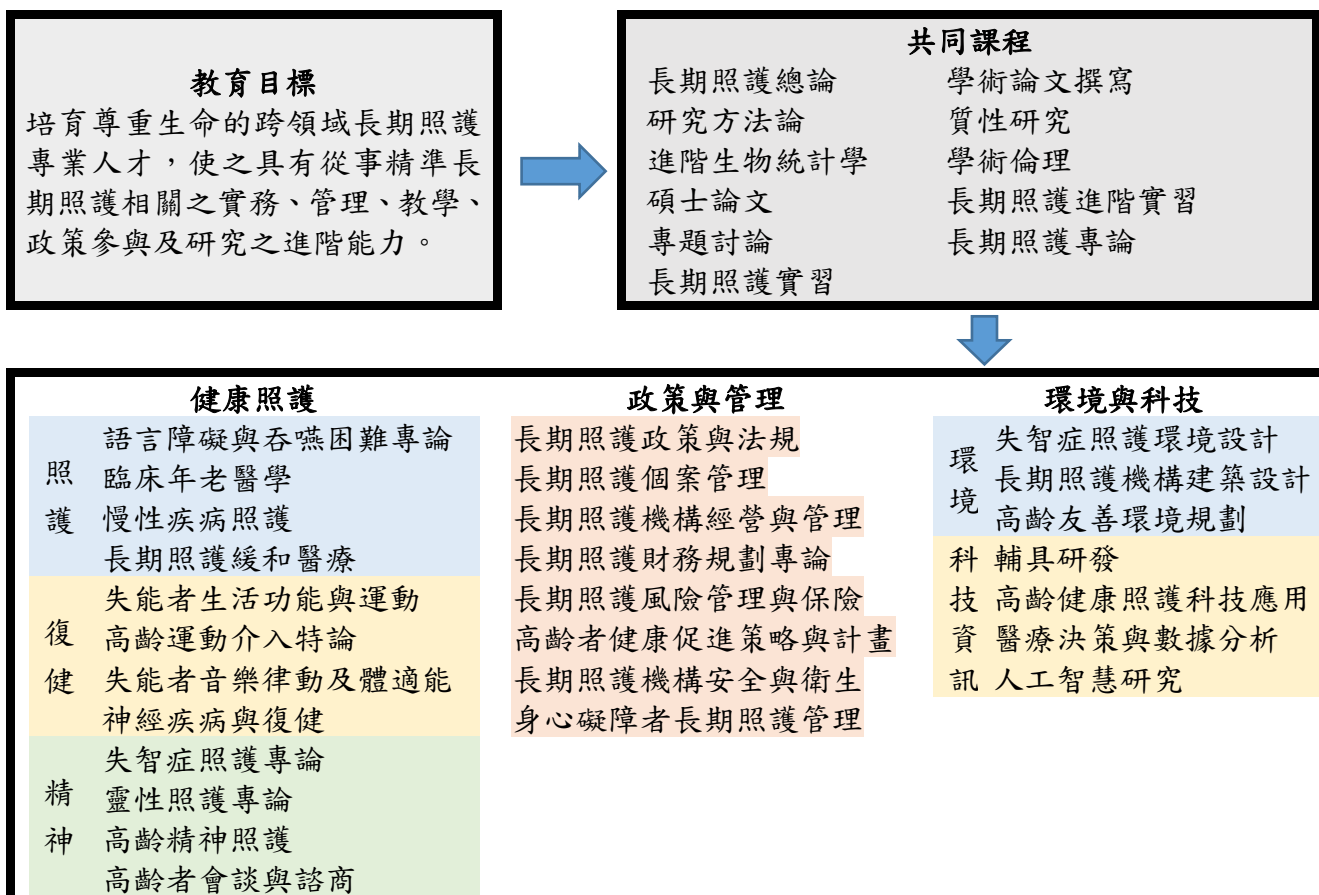 教育目標
培育尊重生命的跨領域長期照護
專業人才，使之具有從事精準長
期照護相關之實務、管理、教學、
政策參與及研究之進階能力。
共同課程
長期照護總論
研究方法論
進階生物統計學
碩士論文
專題討論
長期照護實習
學術論文撰寫
質性研究
學術倫理
長期照護進階實習
長期照護專論
健康照護
照護
語言障礙與吞嚥困難專論
臨床年老醫學
慢性疾病照護
長期照護緩和醫療
復健
失能者生活功能與運動
高齡運動介入特論
失能者音樂律動及體適能
神經疾病與復健
精神
失智症照護專論
靈性照護專論
高齡精神照護
高齡者會談與諮商
政策與管理
長期照護政策與法規
長期照護個案管理
長期照護機構經營與管理
長期照護財務規劃專論
長期照護風險管理與保險
高齡者健康促進策略與計畫
長期照護機構安全與衛生
身心礙障者長期照護管理
環境與科技
環境
失智症照護環境設計
長期照護機構建築設計
高齡友善環境規劃
科技資訊
輔具研發
高齡健康照護科技應用
醫療決策與數據分析
人工智慧研究